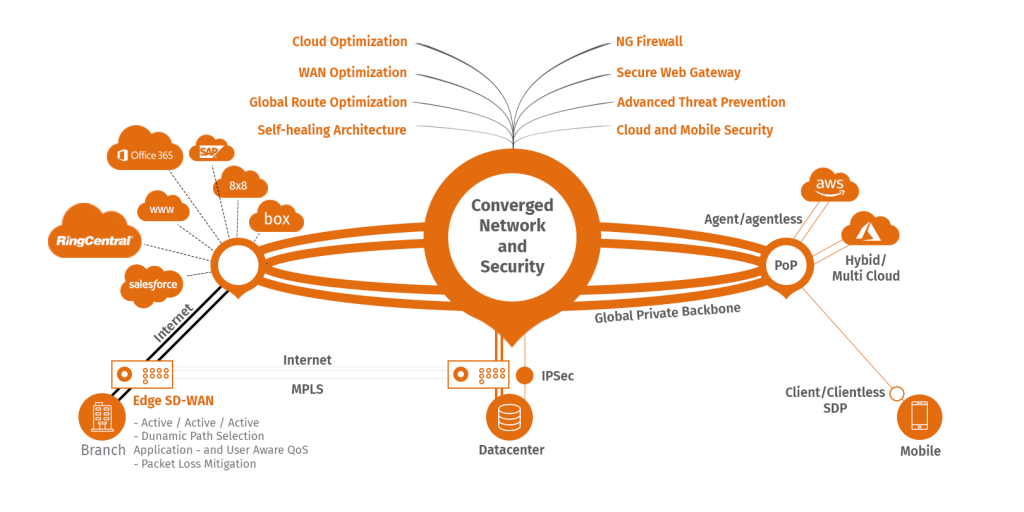 Cloud Optimization
WAN Optimization
Global Route Optimization
Self-healing Architecture
NG Firewall
Secure Web Gateway
Advanced Threat Prevention
Cloud and Mobile Security
Office 365
SAP
8x8
www
box
RingCentral
salesforce
Converged
Network
and
Security
aws
Agent/agentless
PoP
Hybid/
Multi Cloud
Global Private Backbone
Internet
Internet
MPLS
IPSec
Edge SD-WAN
- Active / Active / Active
- Dunamic Path Selection
Application - and User Aware QoS
- Packet Loss Mitigation
Branch
Datacenter
Client/Clientless
SDP
Mobile